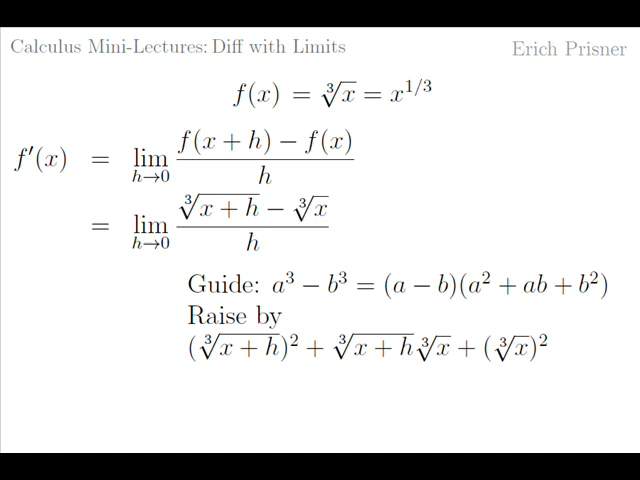 Calculus Mini-Lectures: Diff with Limits Erich Prisner
f(x) = ∛x = x^{1/3}
f′(x) = lim_{h→0} (f(x + h) − f(x))/h
= lim_{h→0} (∛(x + h) − ∛x)/h
Guide: a³ − b³ = (a − b)(a² + ab + b²)
Raise by
(∛(x + h))² + ∛(x + h)∛x + (∛x)²